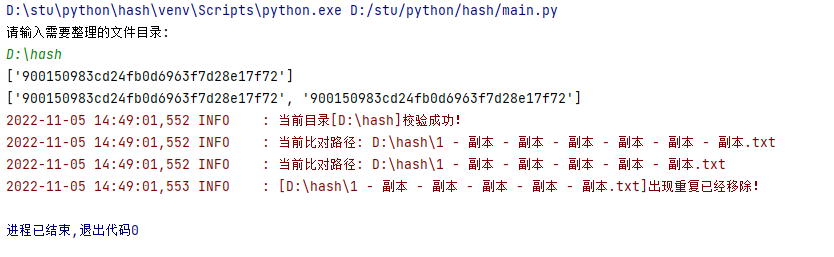 D:\stu\python\hash\venv\Scripts\python.exe D:/stu/python/hash/main.py
请输入需要整理的文件目录:
D:\hash
['900150983cd24fb0d6963f7d28e17f72']
['900150983cd24fb0d6963f7d28e17f72', '900150983cd24fb0d6963f7d28e17f72']
2022-11-05 14:49:01,552 INFO    : 当前目录[D:\hash]校验成功!
2022-11-05 14:49:01,552 INFO    : 当前比对路径: D:\hash\1 - 副本 - 副本 - 副本 - 副本 - 副本 - 副本.txt
2022-11-05 14:49:01,552 INFO    : 当前比对路径: D:\hash\1 - 副本 - 副本 - 副本 - 副本 - 副本.txt
2022-11-05 14:49:01,553 INFO    : [D:\hash\1 - 副本 - 副本 - 副本 - 副本 - 副本.txt]出现重复已经移除!
进程已结束,退出代码0